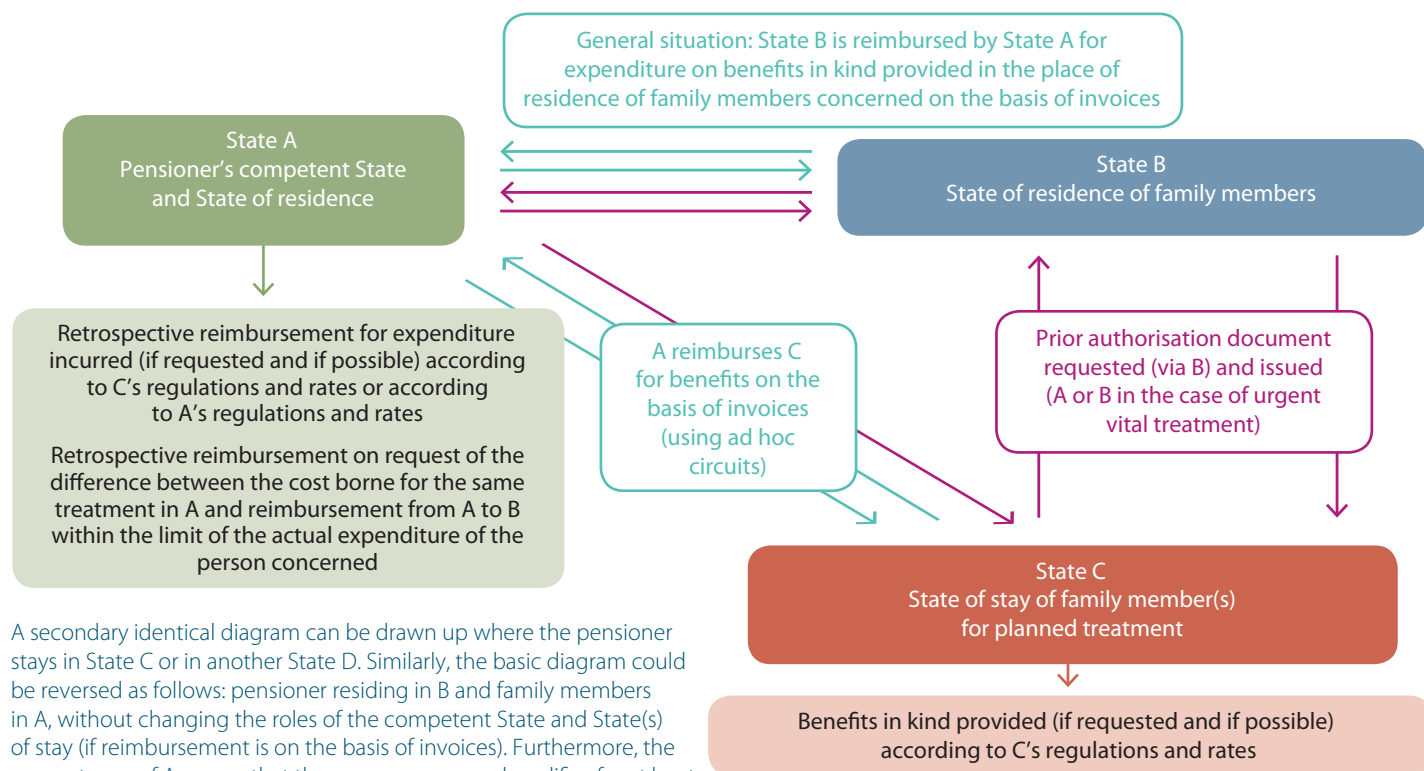 General situation: State B is reimbursed by State A for
expenditure on benefits in kind provided in the place of
residence of family members concerned on the basis of invoices
State A
Pensioner’s competent State
and State of residence
State B
State of residence of family members
Retrospective reimbursement for expenditure
incurred (if requested and if possible) according
to C’s regulations and rates or according
to A’s regulations and rates
Retrospective reimbursement on request of the
difference between the cost borne for the same
treatment in A and reimbursement from A to B
within the limit of the actual expenditure of the
person concerned
A reimburses C
for benefits on the
basis of invoices
(using ad hoc
circuits)
Prior authorisation document
requested (via B) and issued
(A or B in the case of urgent
vital treatment)
State C
State of stay of family member(s)
for planned treatment
Benefits in kind provided (if requested and if possible)
according to C’s regulations and rates
A secondary identical diagram can be drawn up where the pensioner
stays in State C or in another State D. Similarly, the basic diagram could
be reversed as follows: pensioner residing in B and family members
in A, without changing the roles of the competent State and State(s)
of stay (if reimbursement is on the basis of invoices). Furthermore, the